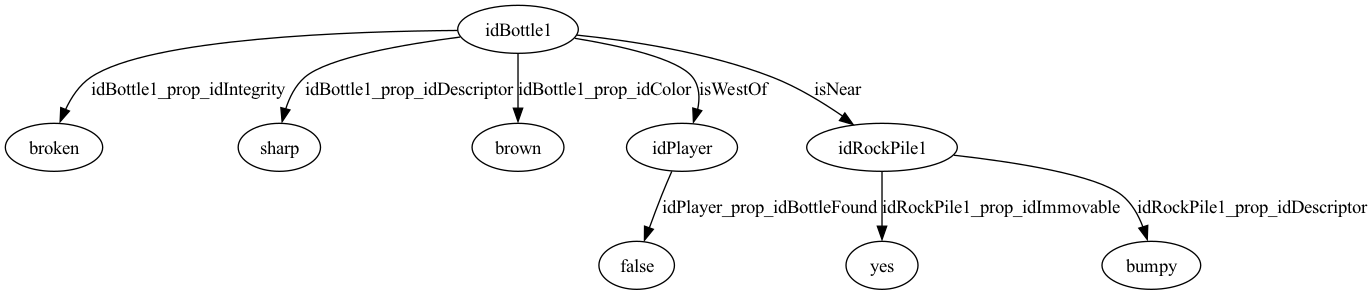 idBottle1
idBottle1_prop_idIntegrity
idBottle1_prop_idDescriptor
idBottle1_prop_idColor
isWestOf
isNear
broken
sharp
brown
idPlayer
idRockPile1
idPlayer_prop_idBottleFound
idRockPile1_prop_idImmovable
idRockPile1_prop_idDescriptor
false
yes
bumpy